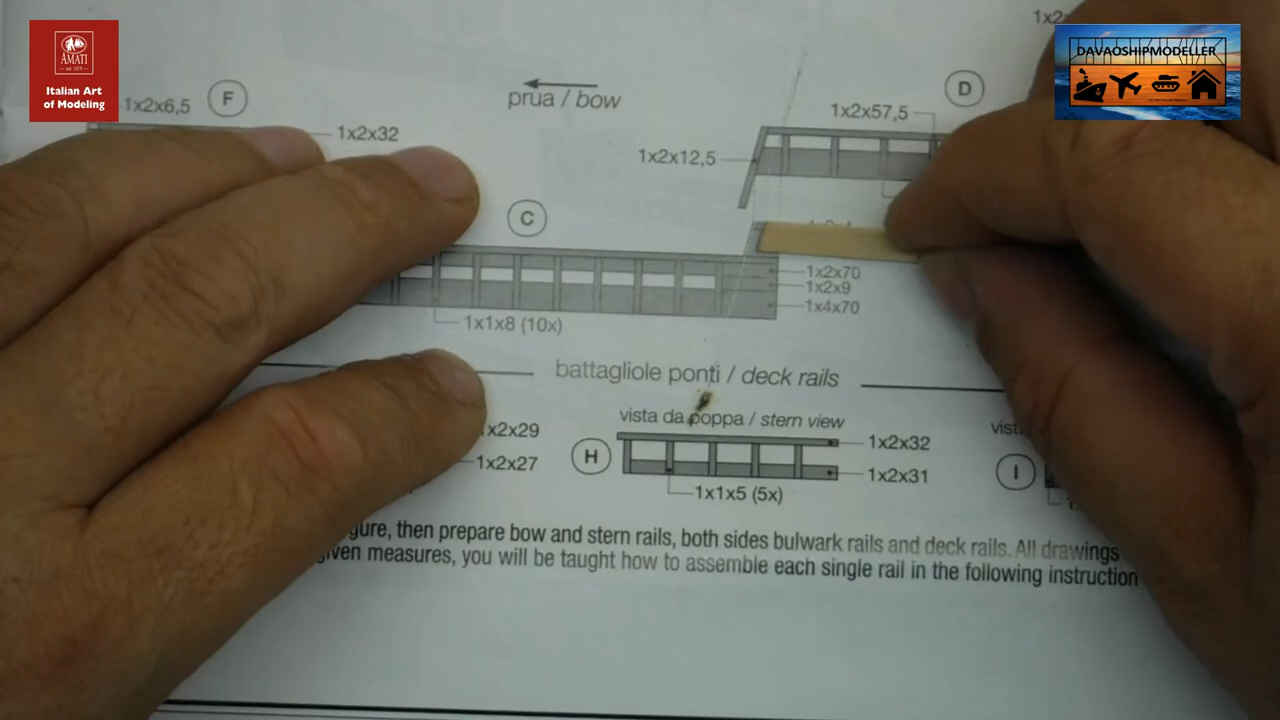 AMATI
est. 1879
Italian Art
of Modeling
DAVAOSHIPMODELLER
1x2x6,5
F
1x2x32
prua / bow
D
1x2x57,5
1x2x12,5
C
1x2x70
1x2x9
1x4x70
1x1x8 (10x)
battagliole ponti / deck rails
vista da poppa / stern view
1x2x29
1x2x27
H
1x2x32
1x2x31
1x1x5 (5x)
I
gure, then prepare bow and stern rails, both sides bulwark rails and deck rails. All drawings
given measures, you will be taught how to assemble each single rail in the following instruction